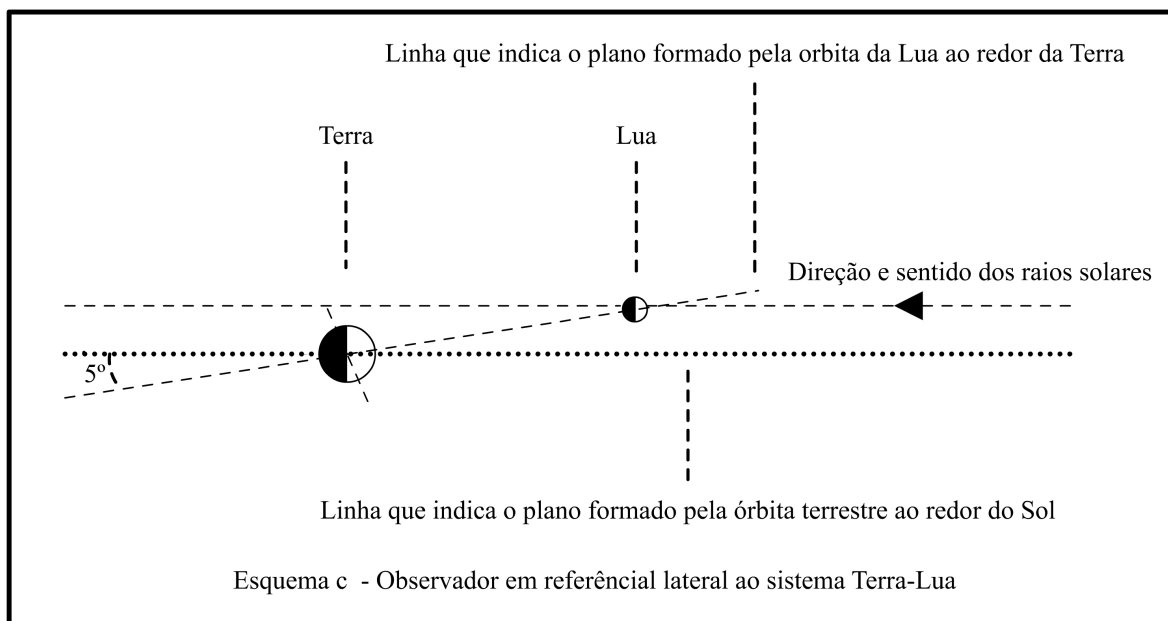 Linha que indica o plano formado pela orbita da Lua ao redor da Terra
Terra
Lua
Direção e sentido dos raios solares
5º
Linha que indica o plano formado pela órbita terrestre ao redor do Sol
Esquema c - Observador em referêncial lateral ao sistema Terra-Lua